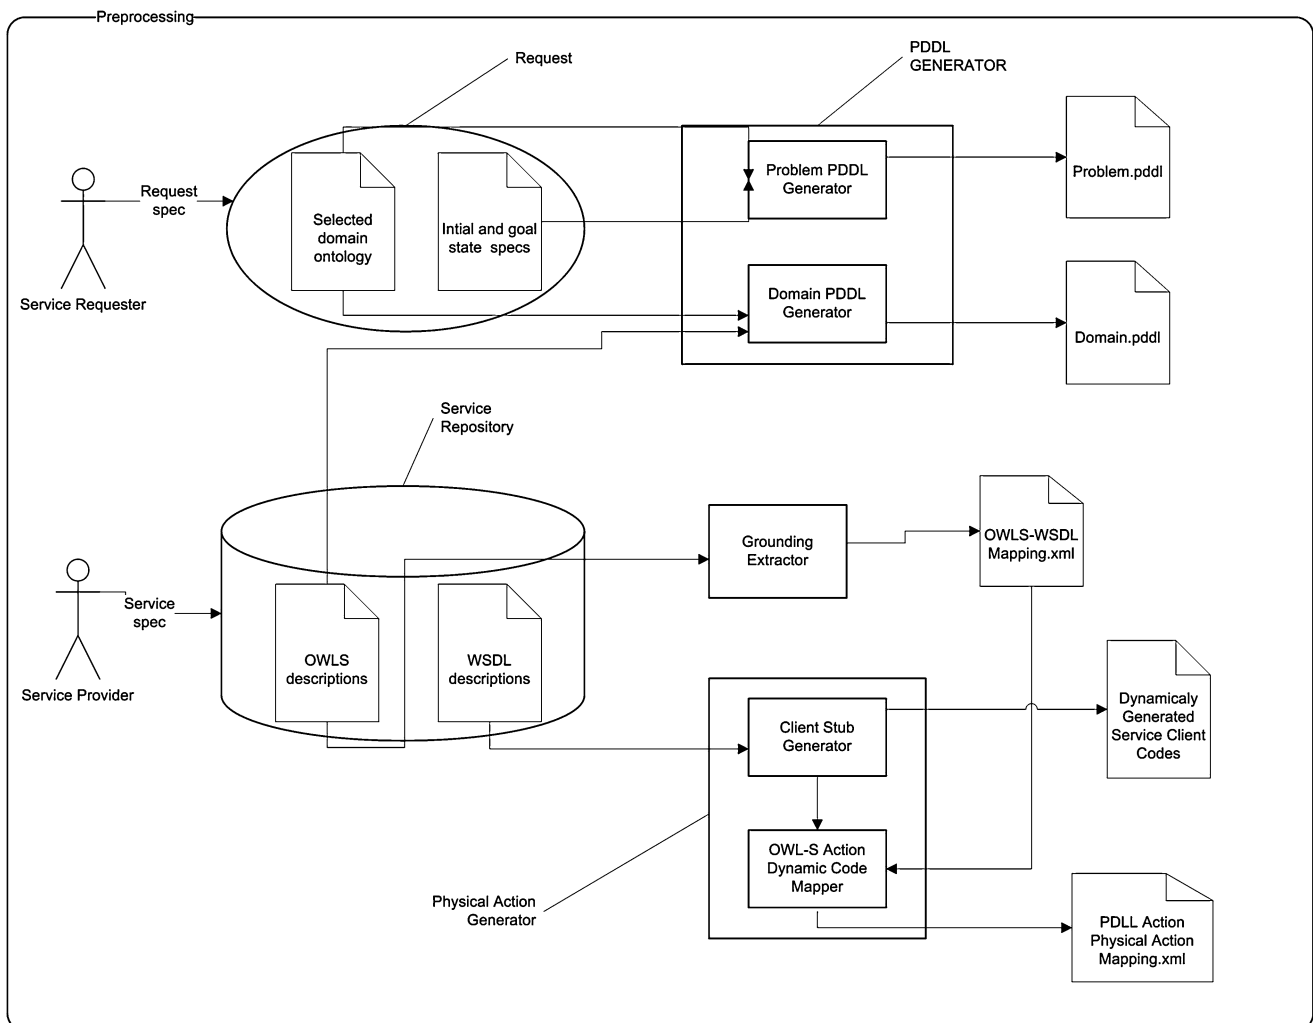 Preprocessing
Request
PDDL
GENERATOR
Request
spec
Service Requester
Selected
domain
ontology
Intial and goal
state specs
Problem PDDL
Generator
Problem.pddl
Domain PDDL
Generator
Domain.pddl
Service
Repository
Service
spec
Service Provider
OWLS
descriptions
WSDL
descriptions
Grounding
Extractor
OWLS-WSDL
Mapping.xml
Client Stub
Generator
Dynamicaly
Generated
Service Client
Codes
OWL-S Action
Dynamic Code
Mapper
Physical Action
Generator
PDLL Action
Physical Action
Mapping.xml